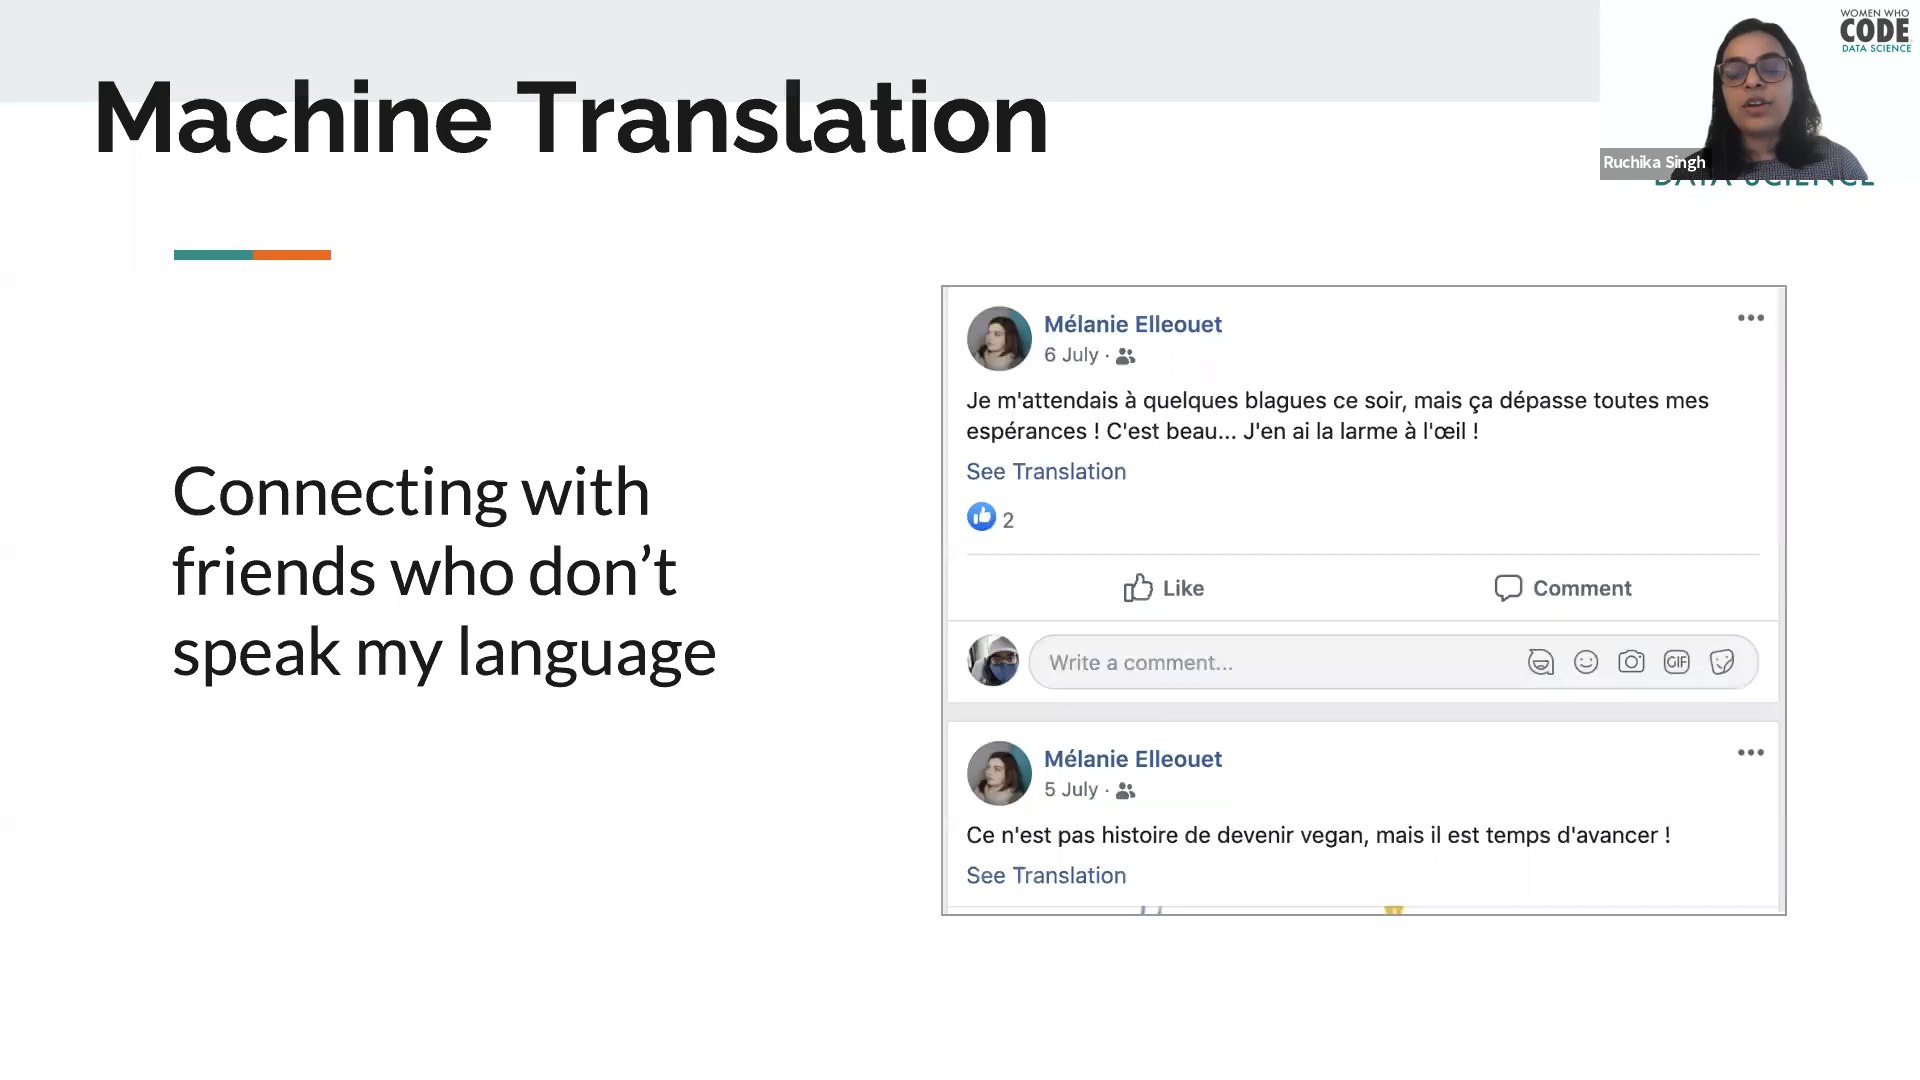 WOMEN WHO
CODE
DATA SCIENCE
Machine Translation
Ruchika Singh
DATA SCIENCE
Connecting with
friends who don’t
speak my language
Mélanie Elleouet
6 July ·
Je m'attendais à quelques blagues ce soir, mais ça dépasse toutes mes
espérances ! C'est beau... J'en ai la larme à l'œil !
See Translation
2
Like
Comment
Write a comment...
GIF
Mélanie Elleouet
5 July ·
Ce n'est pas histoire de devenir vegan, mais il est temps d'avancer !
See Translation